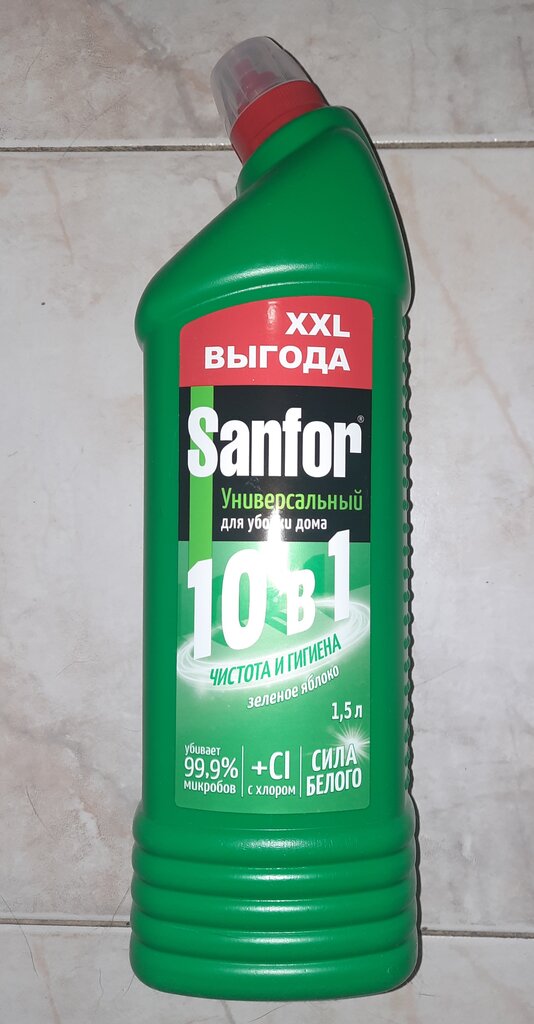 XXL
ВЫГОДА
Sanfor®
Универсальный
для уборки дома
10 в 1
ЧИСТОТА И ГИГИЕНА
зеленое яблоко
1,5 л
убивает
99,9%
микробов
+Cl
с хлором
СИЛА
БЕЛОГО